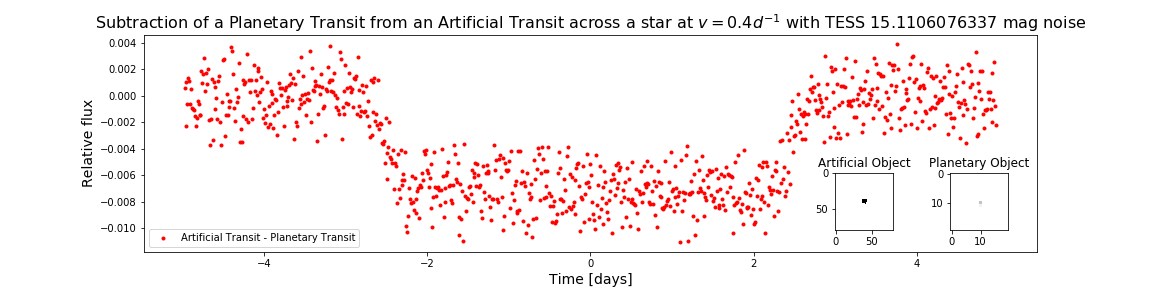 Subtraction of a Planetary Transit from an Artificial Transit across a star at v = 0.4d⁻¹ with TESS 15.1106076337 mag noise
0.004
0.002
0.000
−0.002
−0.004
−0.006
−0.008
−0.010
Relative flux
Artificial Transit - Planetary Transit
Artificial Object
0
50
0 50
Planetary Object
0
10
0 10
−4 −2 0 2 4
Time [days]